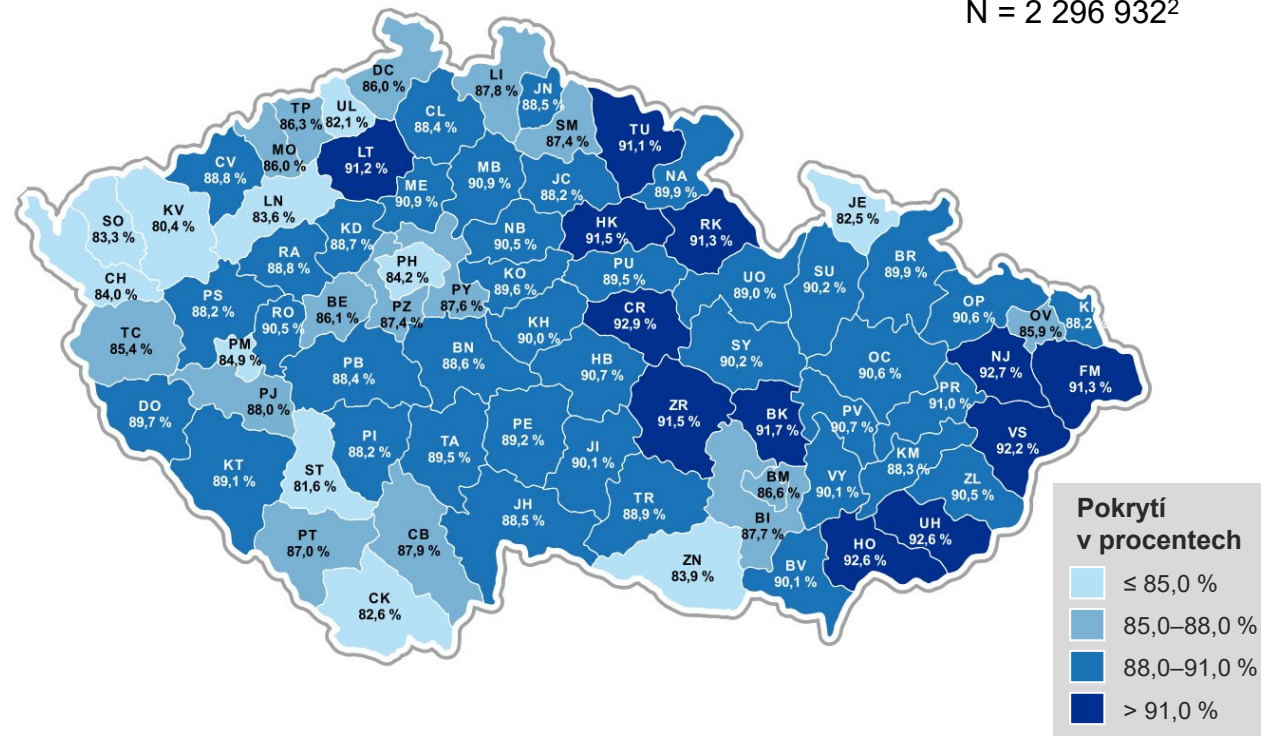 N = 2 296 932²
DC
86,0 %
LI
87,8 %
JN
88,5 %
TP
86,3 %
UL
82,1 %
CL
88,4 %
SM
87,4 %
TU
91,1 %
MO
86,0 %
LT
91,2 %
CV
88,8 %
MB
90,9 %
JC
88,2 %
NA
89,9 %
ME
90,9 %
LN
83,6 %
KV
80,4 %
SO
83,3 %
JE
82,5 %
HK
91,5 %
RK
91,3 %
KD
88,7 %
NB
90,5 %
RA
88,8 %
PH
84,2 %
KO
89,6 %
PU
89,5 %
UO
89,0 %
SU
90,2 %
BR
89,9 %
CH
84,0 %
PS
88,2 %
BE
86,1 %
PZ
87,4 %
PY
87,6 %
RO
90,5 %
CR
92,9 %
OP
90,6 %
OV
85,9 %
KI
88,2
TC
85,4 %
PM
84,9 %
KH
90,0 %
BN
88,6 %
PB
88,4 %
HB
90,7 %
SY
90,2 %
OC
90,6 %
NJ
92,7 %
FM
91,3 %
PJ
88,0 %
DO
89,7 %
PR
91,0 %
ZR
91,5 %
BK
91,7 %
PV
90,7 %
PI
88,2 %
TA
89,5 %
PE
89,2 %
JI
90,1 %
VS
92,2 %
KT
89,1 %
ST
81,6 %
KM
88,3 %
BM
86,6 %
VY
90,1 %
ZL
90,5 %
TR
88,9 %
JH
88,5 %
BI
87,7 %
PT
87,0 %
CB
87,9 %
UH
92,6 %
HO
92,6 %
ZN
83,9 %
BV
90,1 %
CK
82,6 %
Pokrytí
v procentech
≤ 85,0 %
85,0–88,0 %
88,0–91,0 %
> 91,0 %